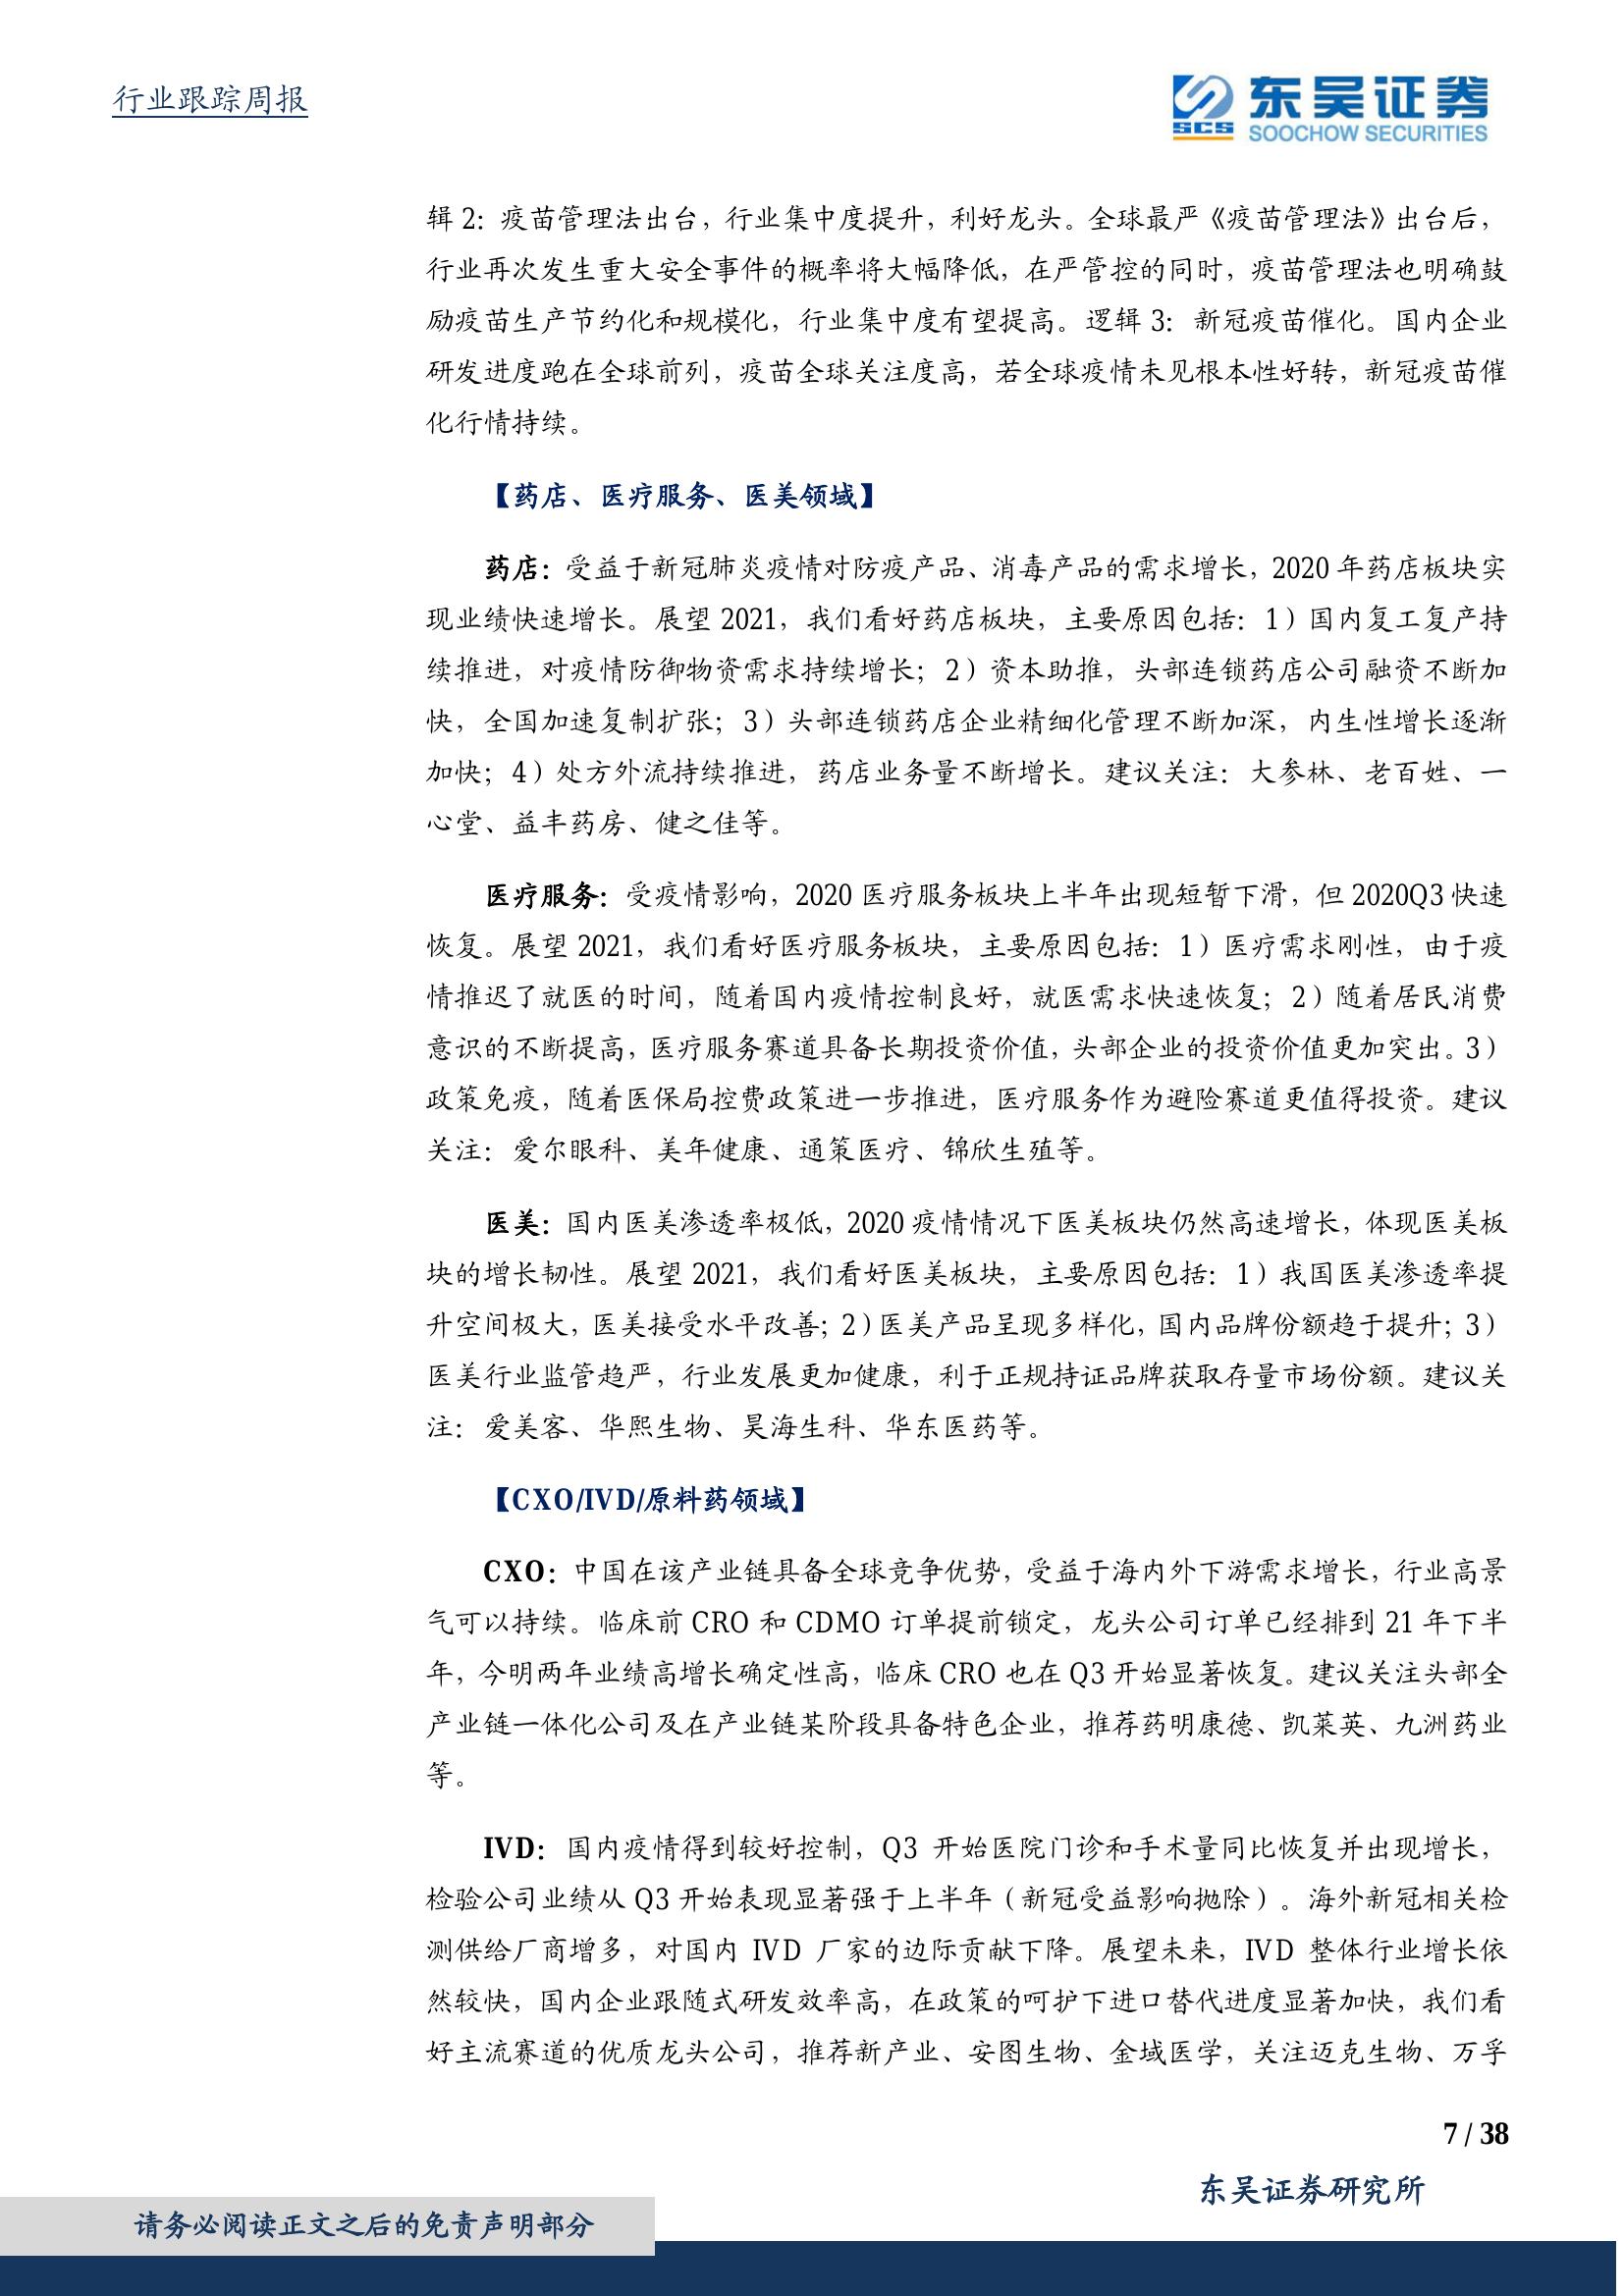 行业跟踪周报
SCS 东吴证券
SOOCHOW SECURITIES
辑 2：疫苗管理法出台，行业集中度提升，利好龙头。全球最严《疫苗管理法》出台后，
行业再次发生重大安全事件的概率将大幅降低，在严管控的同时，疫苗管理法也明确鼓
励疫苗生产节约化和规模化，行业集中度有望提高。逻辑 3：新冠疫苗催化。国内企业
研发进度跑在全球前列，疫苗全球关注度高，若全球疫情未见根本性好转，新冠疫苗催
化行情持续。
【药店、医疗服务、医美领域】
药店：受益于新冠肺炎疫情对防疫产品、消毒产品的需求增长，2020 年药店板块实
现业绩快速增长。展望 2021，我们看好药店板块，主要原因包括：1）国内复工复产持
续推进，对疫情防御物资需求持续增长；2）资本助推，头部连锁药店公司融资不断加
快，全国加速复制扩张；3）头部连锁药店企业精细化管理不断加深，内生性增长逐渐
加快；4）处方外流持续推进，药店业务量不断增长。建议关注：大参林、老百姓、一
心堂、益丰药房、健之佳等。
医疗服务：受疫情影响，2020 医疗服务板块上半年出现短暂下滑，但 2020Q3 快速
恢复。展望 2021，我们看好医疗服务板块，主要原因包括：1）医疗需求刚性，由于疫
情推迟了就医的时间，随着国内疫情控制良好，就医需求快速恢复；2）随着居民消费
意识的不断提高，医疗服务赛道具备长期投资价值，头部企业的投资价值更加突出。3）
政策免疫，随着医保局控费政策进一步推进，医疗服务作为避险赛道更值得投资。建议
关注：爱尔眼科、美年健康、通策医疗、锦欣生殖等。
医美：国内医美渗透率极低，2020 疫情情况下医美板块仍然高速增长，体现医美板
块的增长韧性。展望 2021，我们看好医美板块，主要原因包括：1）我国医美渗透率提
升空间极大，医美接受水平改善；2）医美产品呈现多样化，国内品牌份额趋于提升；3）
医美行业监管趋严，行业发展更加健康，利于正规持证品牌获取存量市场份额。建议关
注：爱美客、华熙生物、昊海生科、华东医药等。
【CXO/IVD/原料药领域】
CXO：中国在该产业链具备全球竞争优势，受益于海内外下游需求增长，行业高景
气可以持续。临床前 CRO 和 CDMO 订单提前锁定，龙头公司订单已经排到 21 年下半
年，今明两年业绩高增长确定性高，临床 CRO 也在 Q3 开始显著恢复。建议关注头部全
产业链一体化公司及在产业链某阶段具备特色企业，推荐药明康德、凯莱英、九洲药业
等。
IVD：国内疫情得到较好控制，Q3 开始医院门诊和手术量同比恢复并出现增长，
检验公司业绩从 Q3 开始表现显著强于上半年（新冠受益影响抛除）。海外新冠相关检
测供给厂商增多，对国内 IVD 厂家的边际贡献下降。展望未来，IVD 整体行业增长依
然较快，国内企业跟随式研发效率高，在政策的呵护下进口替代进度显著加快，我们看
好主流赛道的优质龙头公司，推荐新产业、安图生物、金域医学，关注迈克生物、万孚
7 / 38
东吴证券研究所
请务必阅读正文之后的免责声明部分